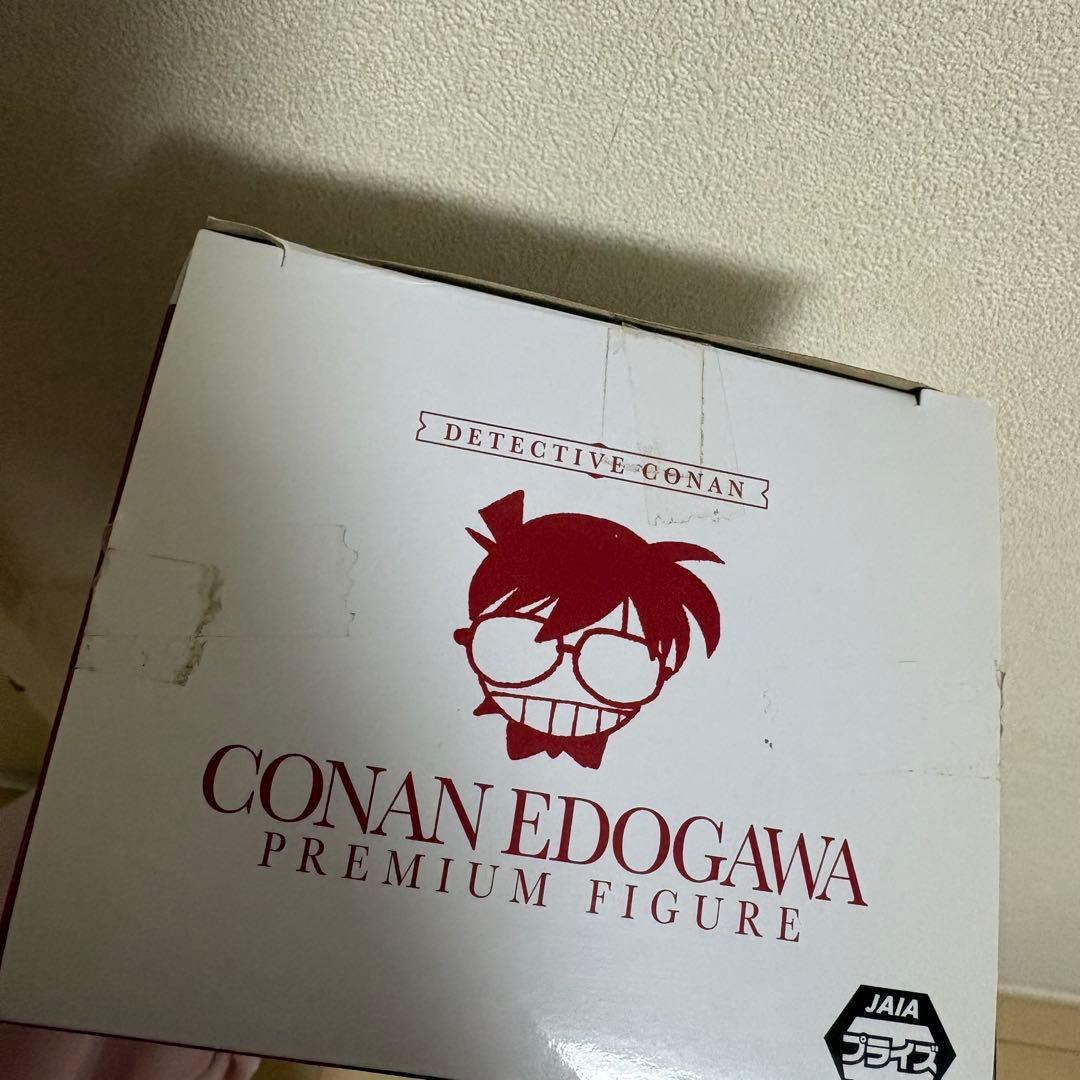 DETECTIVE CONAN
CONAN EDOGAWA
PREMIUM FIGURE
JAIA
プライズ